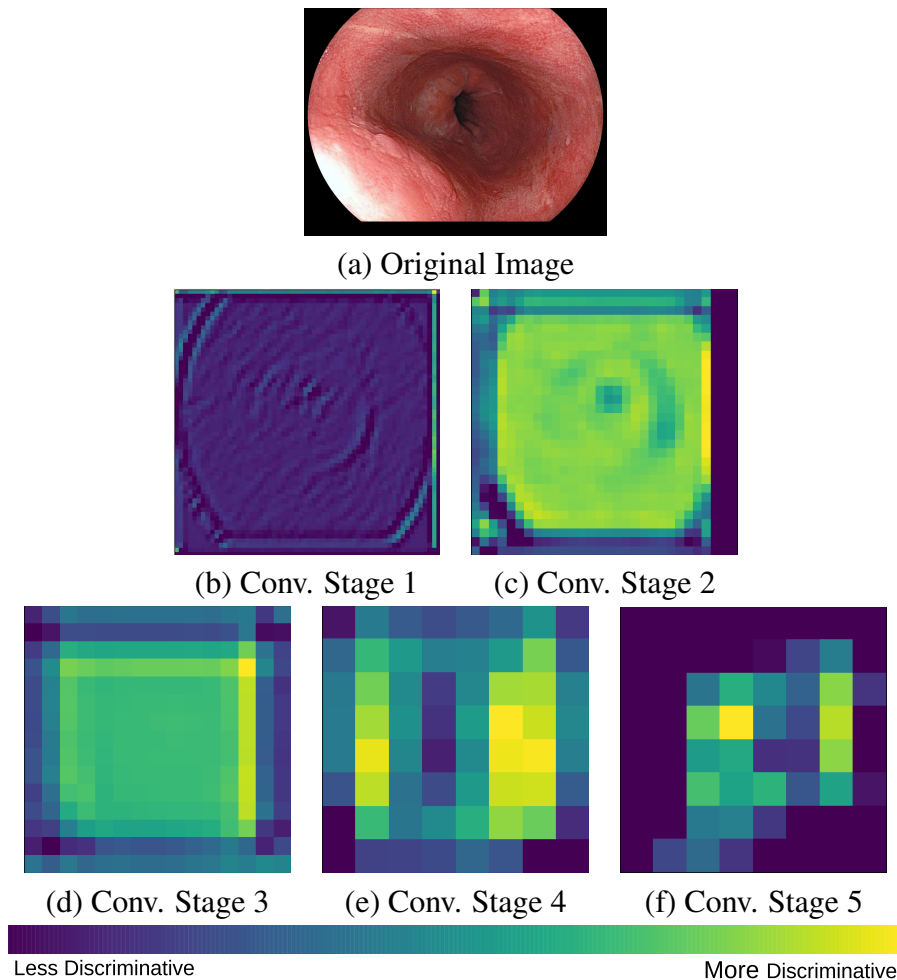 (a) Original Image
(b) Conv. Stage 1
(c) Conv. Stage 2
(d) Conv. Stage 3
(e) Conv. Stage 4
(f) Conv. Stage 5
Less Discriminative
More Discriminative